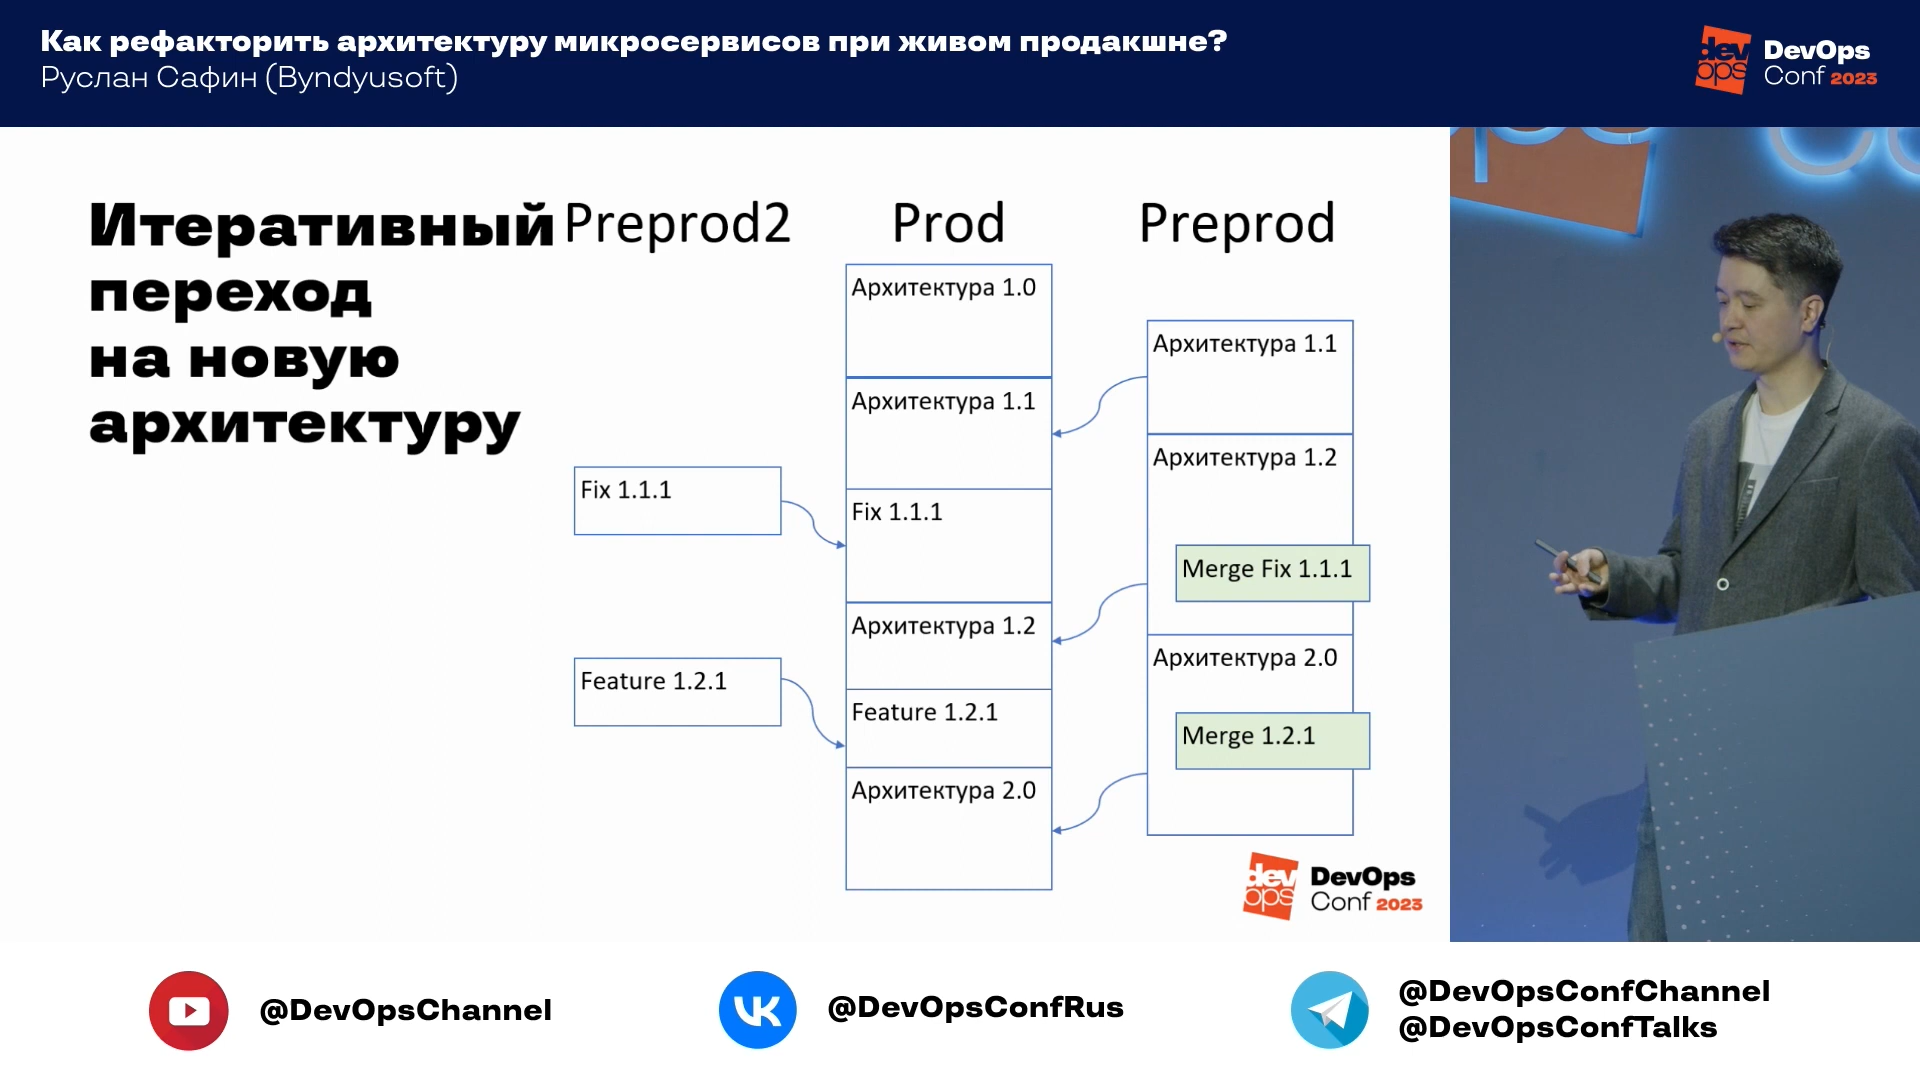 Как рефакторить архитектуру микросервисов при живом продакшне?
Руслан Сафин (Byndyusoft)
dev
ops
DevOps
Conf 2023
Итеративный
переход
на новую
архитектуру
Preprod2
Prod
Preprod
Архитектура 1.0
Архитектура 1.1
Архитектура 1.1
Архитектура 1.2
Fix 1.1.1
Fix 1.1.1
Merge Fix 1.1.1
Архитектура 1.2
Архитектура 2.0
Feature 1.2.1
Feature 1.2.1
Merge 1.2.1
Архитектура 2.0
dev
ops
DevOps
Conf 2023
@DevOpsChannel
@DevOpsConfRus
@DevOpsConfChannel
@DevOpsConfTalks